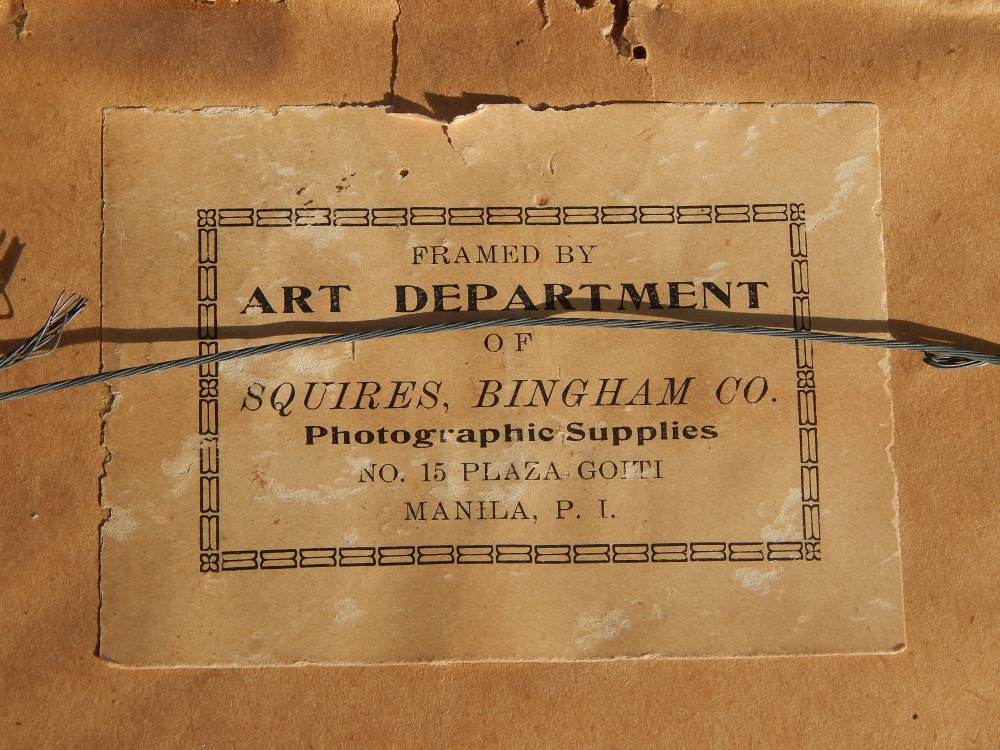 FRAMED BY
ART DEPARTMENT
OF
SQUIRES, BINGHAM CO.
Photographic Supplies
NO. 15 PLAZA GOITI
MANILA, P. I.